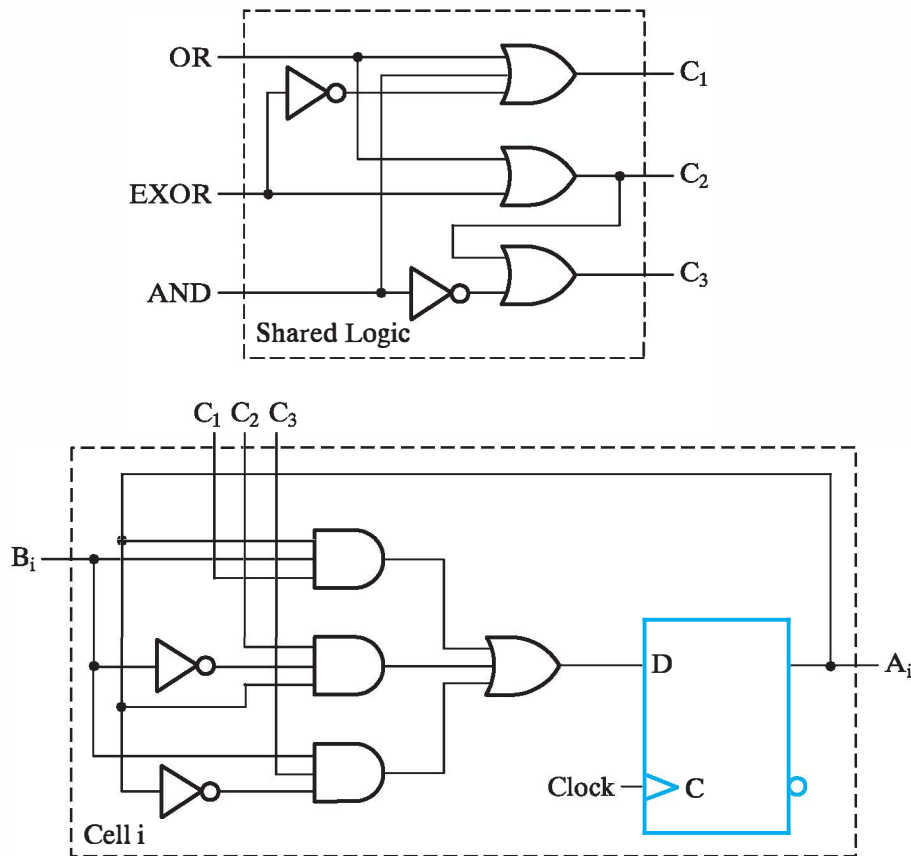 OR
C₁
EXOR
C₂
AND
C₃
Shared Logic
C₁ C₂ C₃
Bᵢ
D
Aᵢ
Clock
C
Cell i